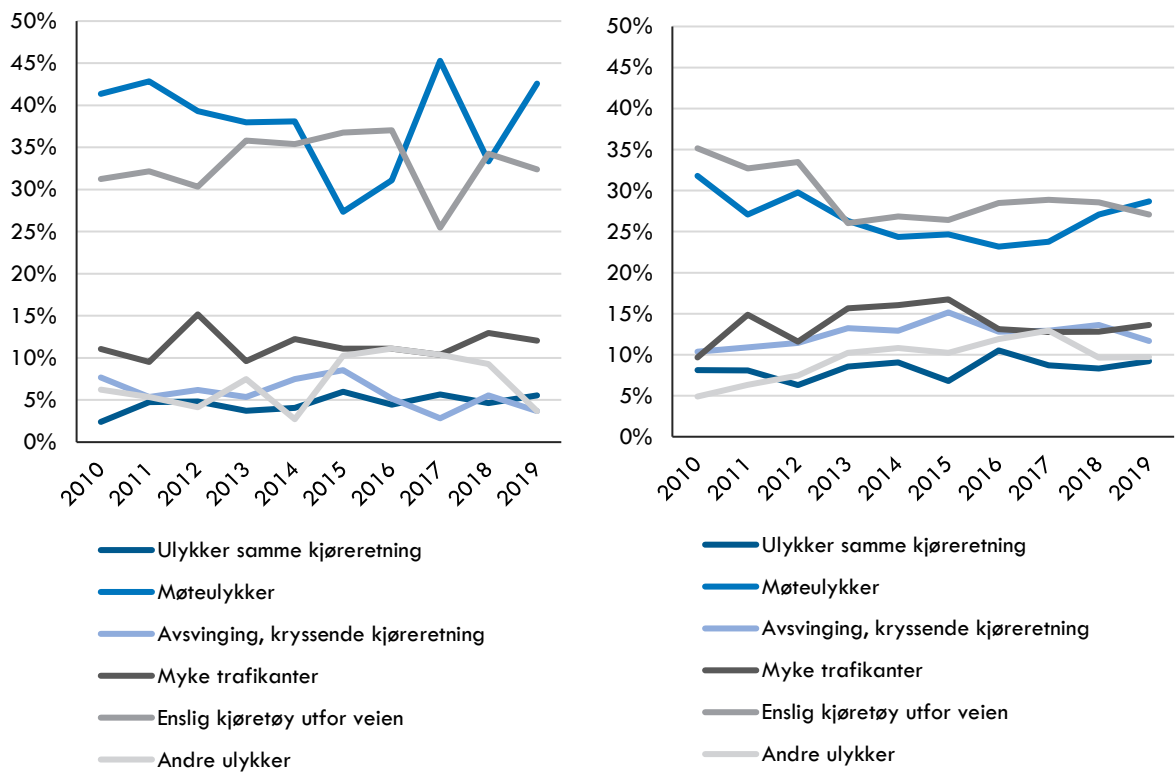 50%
45%
40%
35%
30%
25%
20%
15%
10%
5%
0%
2010 2011 2012 2013 2014 2015 2016 2017 2018 2019
Ulykker samme kjøreretning
Møteulykker
Avsvinging, kryssende kjøreretning
Myke trafikanter
Enslig kjøretøy utfor veien
Andre ulykker
50%
45%
40%
35%
30%
25%
20%
15%
10%
5%
0%
2010 2011 2012 2013 2014 2015 2016 2017 2018 2019
Ulykker samme kjøreretning
Møteulykker
Avsvinging, kryssende kjøreretning
Myke trafikanter
Enslig kjøretøy utfor veien
Andre ulykker